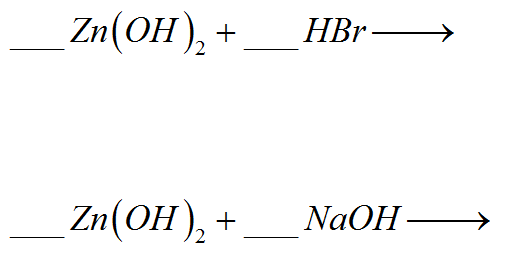 ___ Zn(OH)₂ + ___ HBr ⟶
___ Zn(OH)₂ + ___ NaOH ⟶